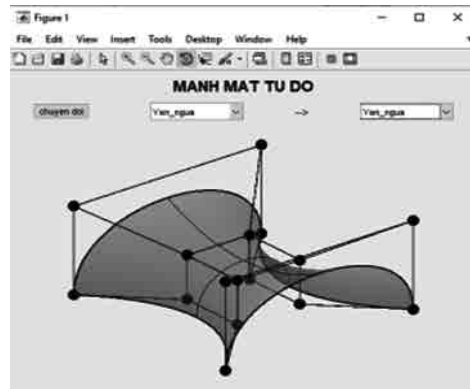 Figure 1
File Edit View Insert Tools Desktop Window Help
MANH MAT TU DO
chuyen doi Yen_ngua --> Yen_ngua